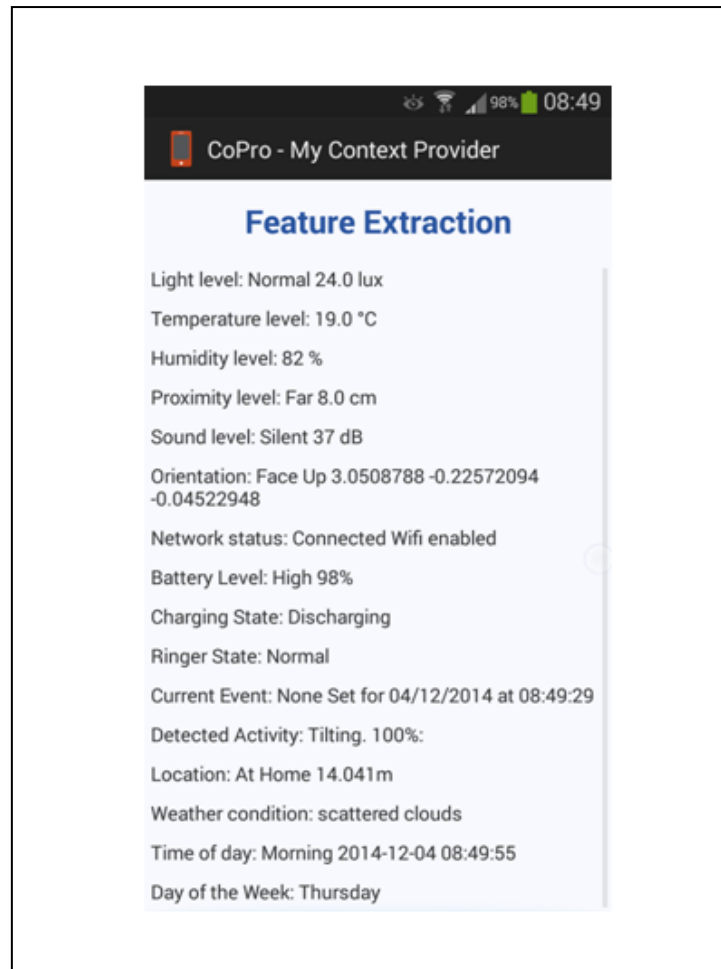 98% 08:49
CoPro - My Context Provider
Feature Extraction
Light level: Normal 24.0 lux
Temperature level: 19.0 °C
Humidity level: 82 %
Proximity level: Far 8.0 cm
Sound level: Silent 37 dB
Orientation: Face Up 3.0508788 -0.22572094
-0.04522948
Network status: Connected Wifi enabled
Battery Level: High 98%
Charging State: Discharging
Ringer State: Normal
Current Event: None Set for 04/12/2014 at 08:49:29
Detected Activity: Tilting. 100%:
Location: At Home 14.041m
Weather condition: scattered clouds
Time of day: Morning 2014-12-04 08:49:55
Day of the Week: Thursday